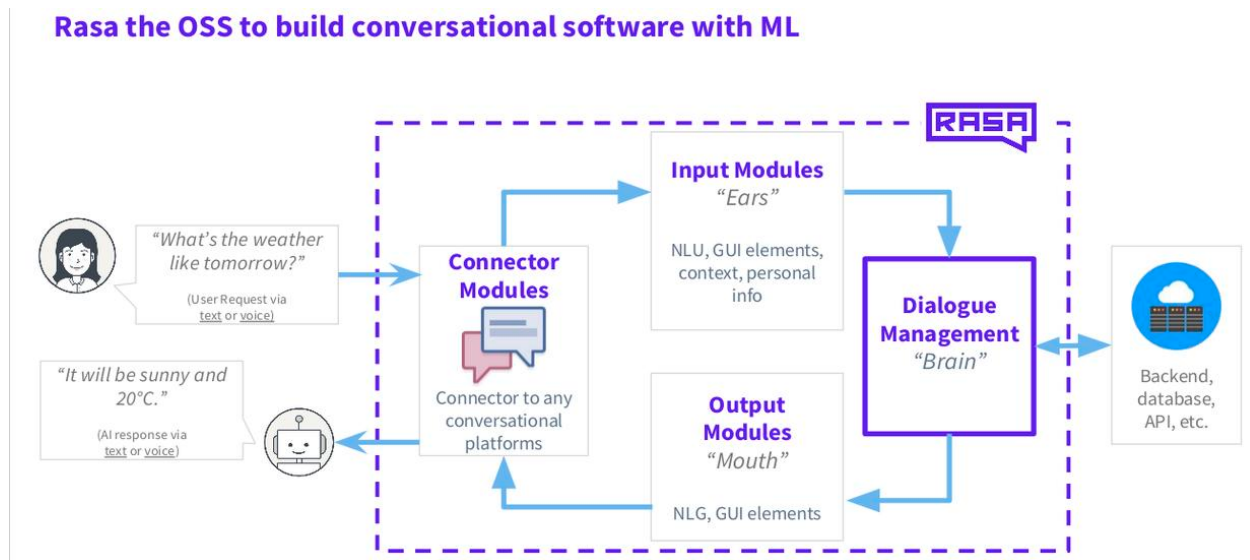 Rasa the OSS to build conversational software with ML
RASA
“What’s the weather
like tomorrow?”
(User Request via
text or voice)
“It will be sunny and
20°C.”
(AI response via
text or voice)
Connector
Modules
Connector to any
conversational
platforms
Input Modules
“Ears”
NLU, GUI elements,
context, personal
info
Dialogue
Management
“Brain”
Output
Modules
“Mouth”
NLG, GUI elements
Backend,
database,
API, etc.